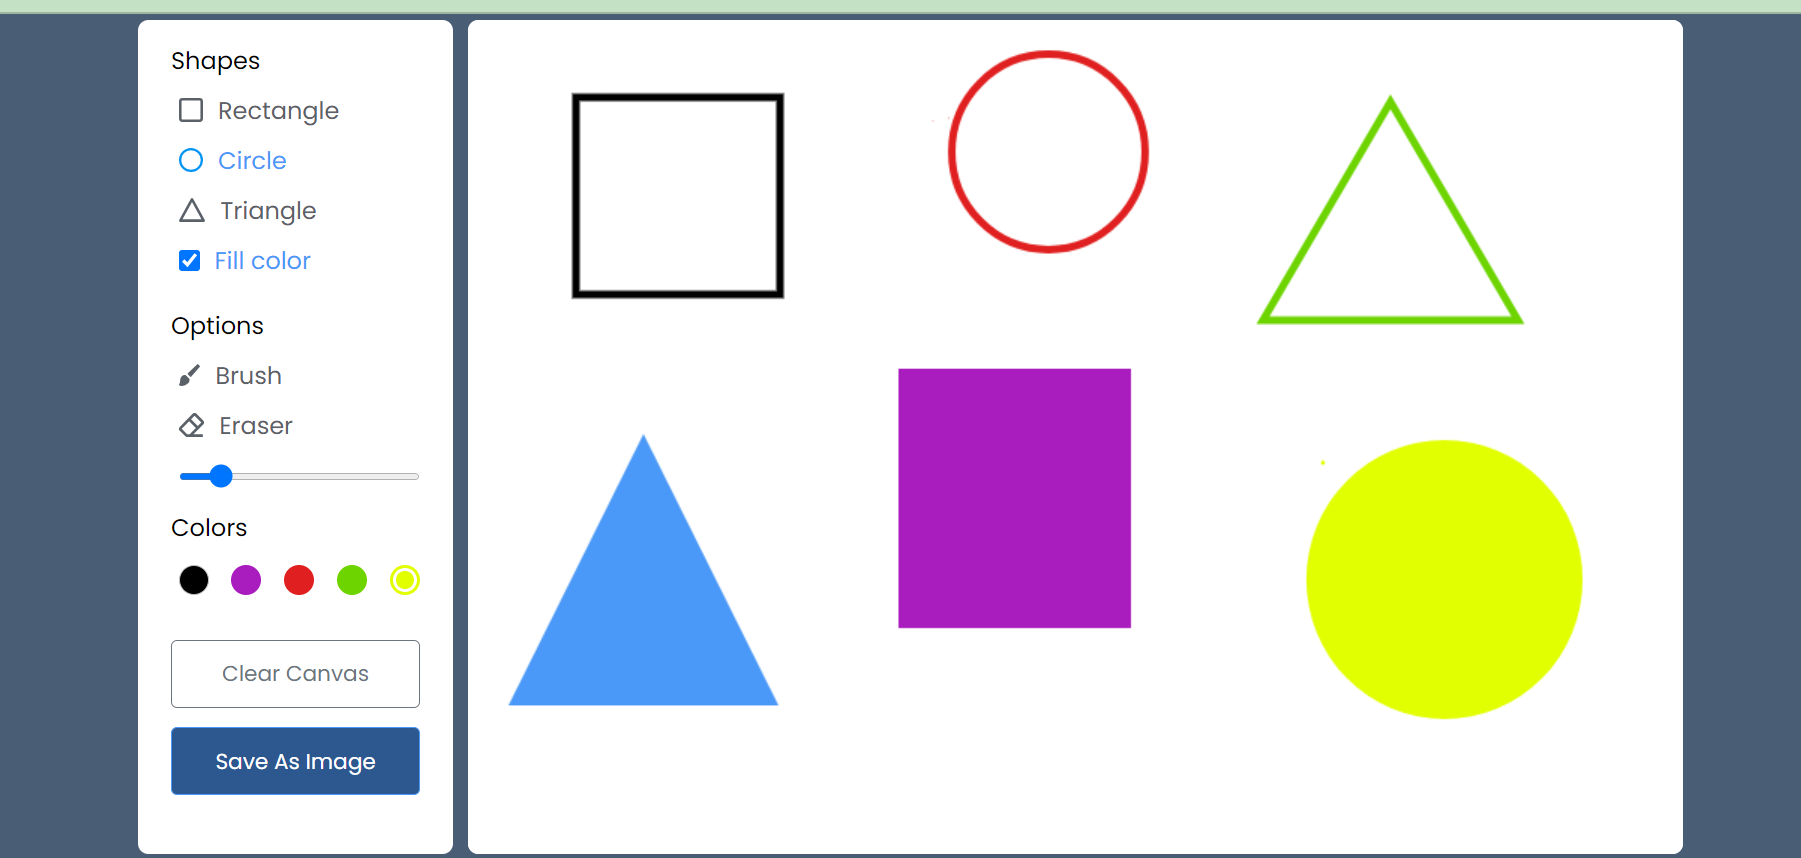 Shapes
Rectangle
Circle
Triangle
Fill color
Options
Brush
Eraser
Colors
Clear Canvas
Save As Image